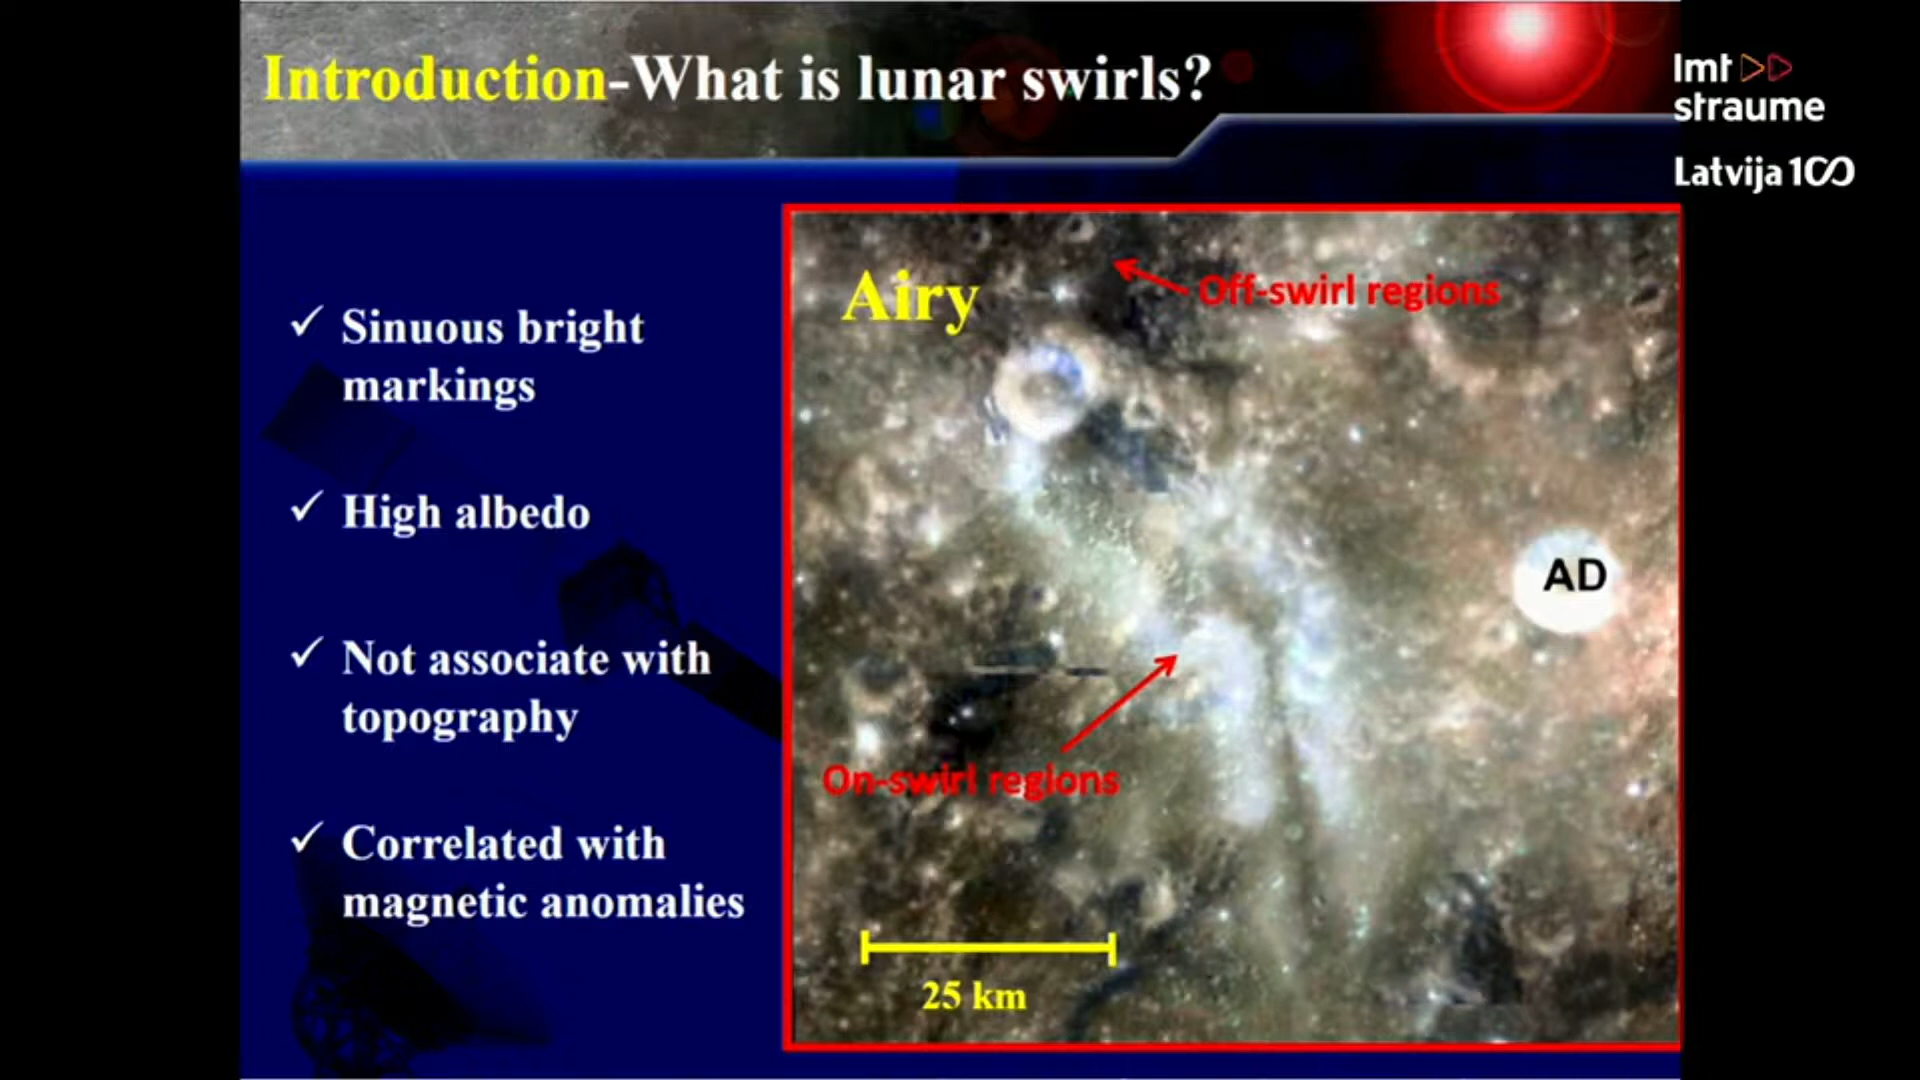 Introduction-What is lunar swirls?
lmt
straume
Latvija 100
✓ Sinuous bright
markings
✓ High albedo
✓ Not associate with
topography
✓ Correlated with
magnetic anomalies
Airy
Off-swirl regions
AD
On-swirl regions
25 km